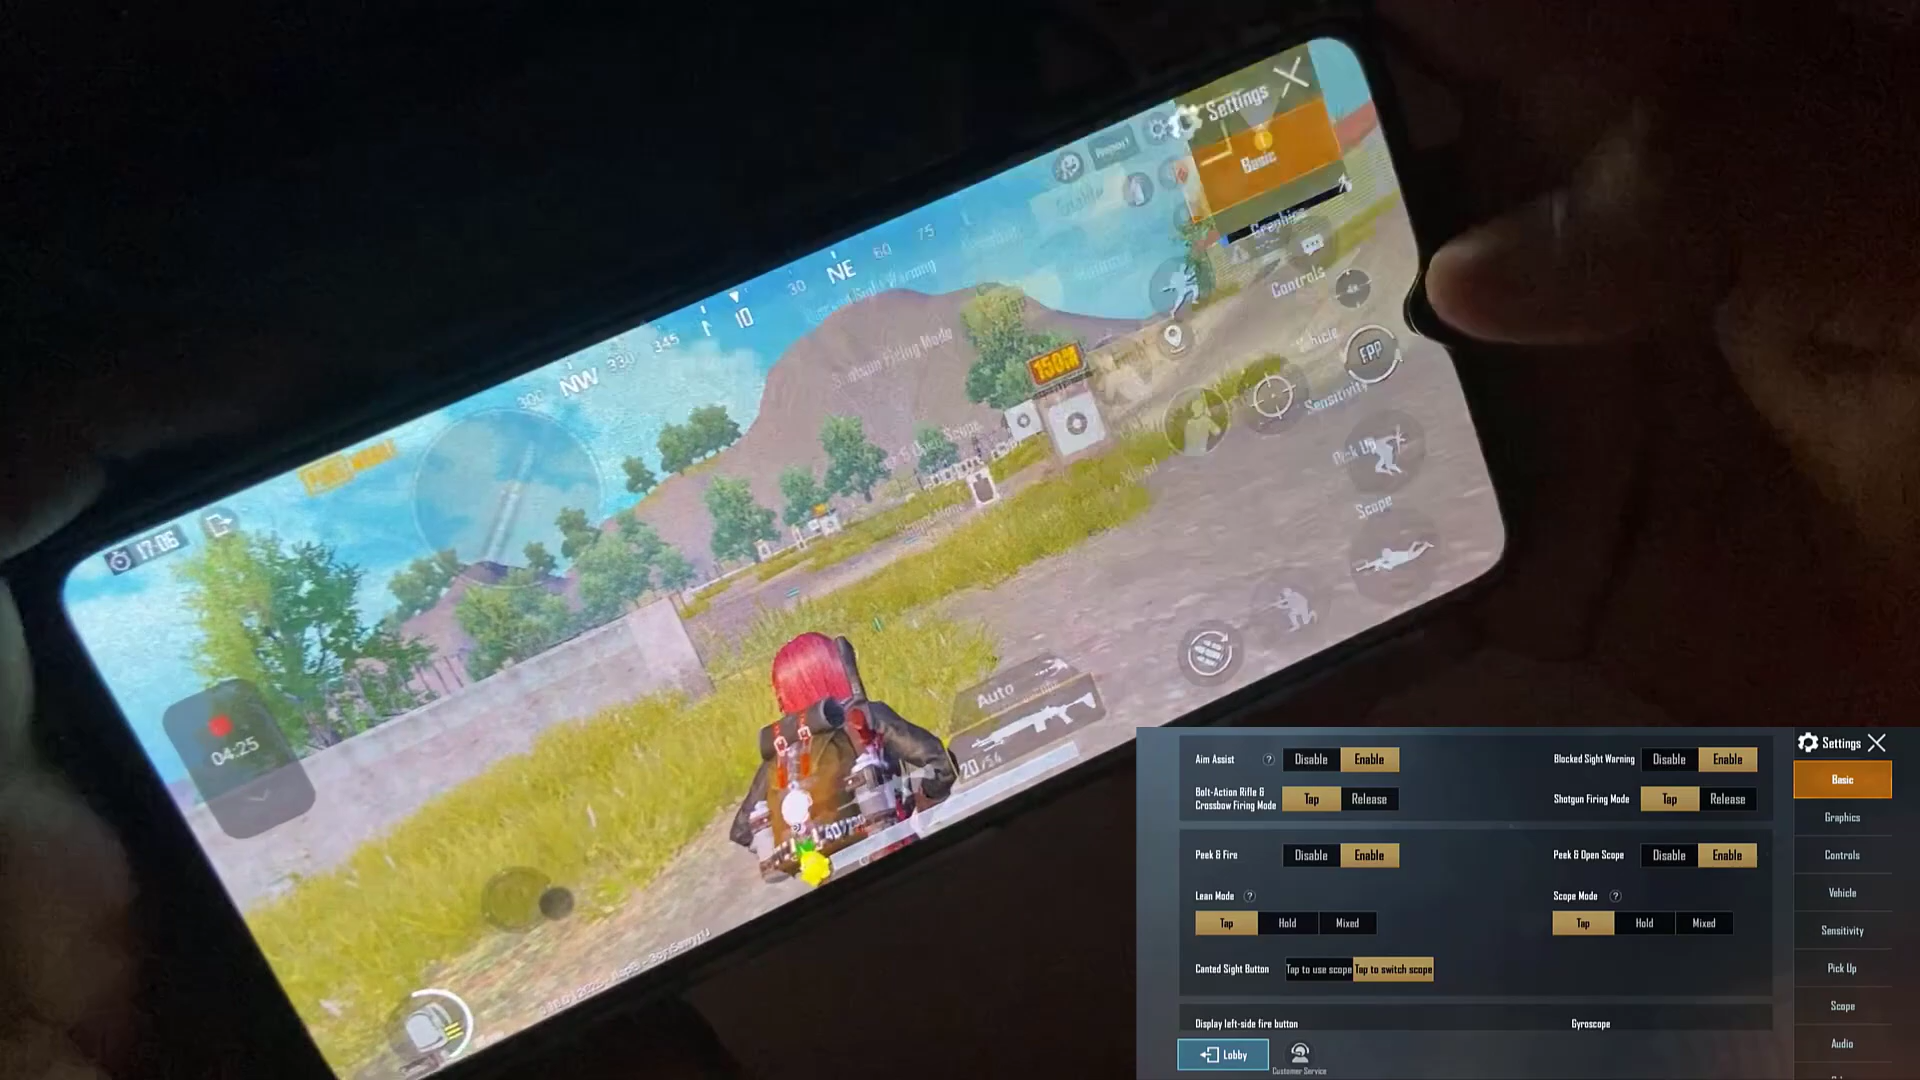 Settings
Basic
Graphics
Controls
Vehicle
Sensitivity
Pick Up
Scope
Report
FPP
75
60
NE
30
10
345
330
NW
300
150M
17:06
04:25
Auto
20/54
Aim Assist ? Disable Enable
Blocked Sight Warning Disable Enable
Bolt-Action Rifle &
Crossbow Firing Mode Tap Release
Shotgun Firing Mode Tap Release
Peek & Fire Disable Enable
Peek & Open Scope Disable Enable
Lean Mode ?
Tap Hold Mixed
Scope Mode ?
Tap Hold Mixed
Canted Sight Button Tap to use scope Tap to switch scope
Display left-side fire button
Gyroscope
Lobby
Customer Service
Settings
Basic
Graphics
Controls
Vehicle
Sensitivity
Pick Up
Scope
Audio